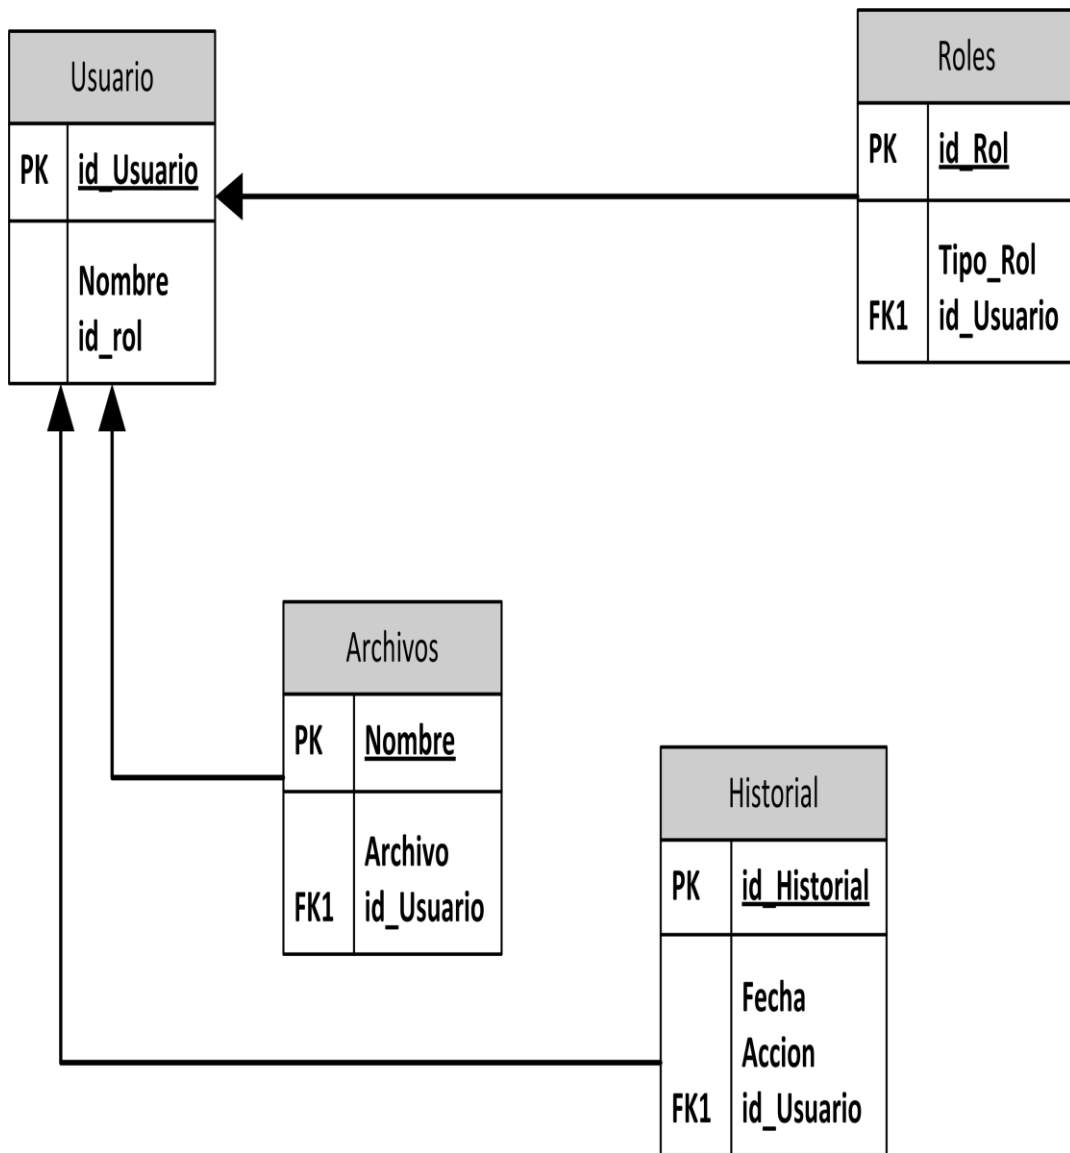 Usuario
PK id_Usuario
Nombre
id_rol
Roles
PK id_Rol
Tipo_Rol
FK1 id_Usuario
Archivos
PK Nombre
Archivo
FK1 id_Usuario
Historial
PK id_Historial
Fecha
Accion
FK1 id_Usuario